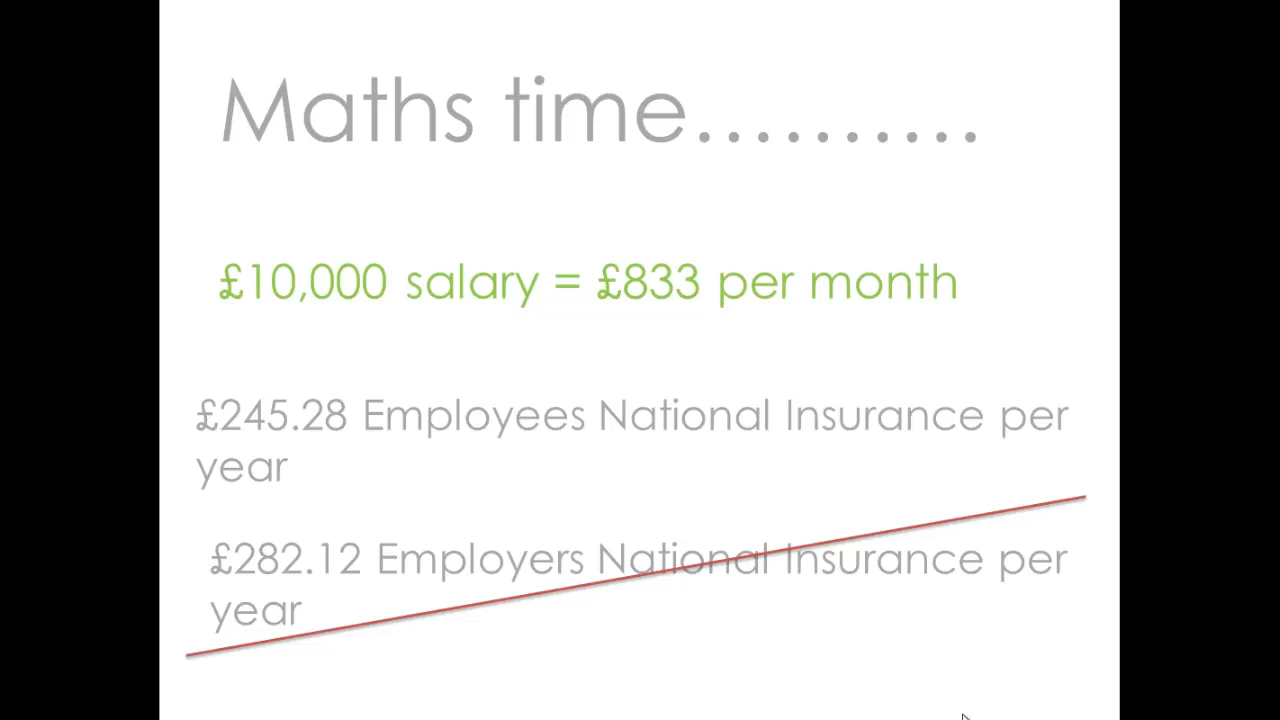 Maths time..........
£10,000 salary = £833 per month
£245.28 Employees National Insurance per
year
£282.12 Employers National Insurance per
year